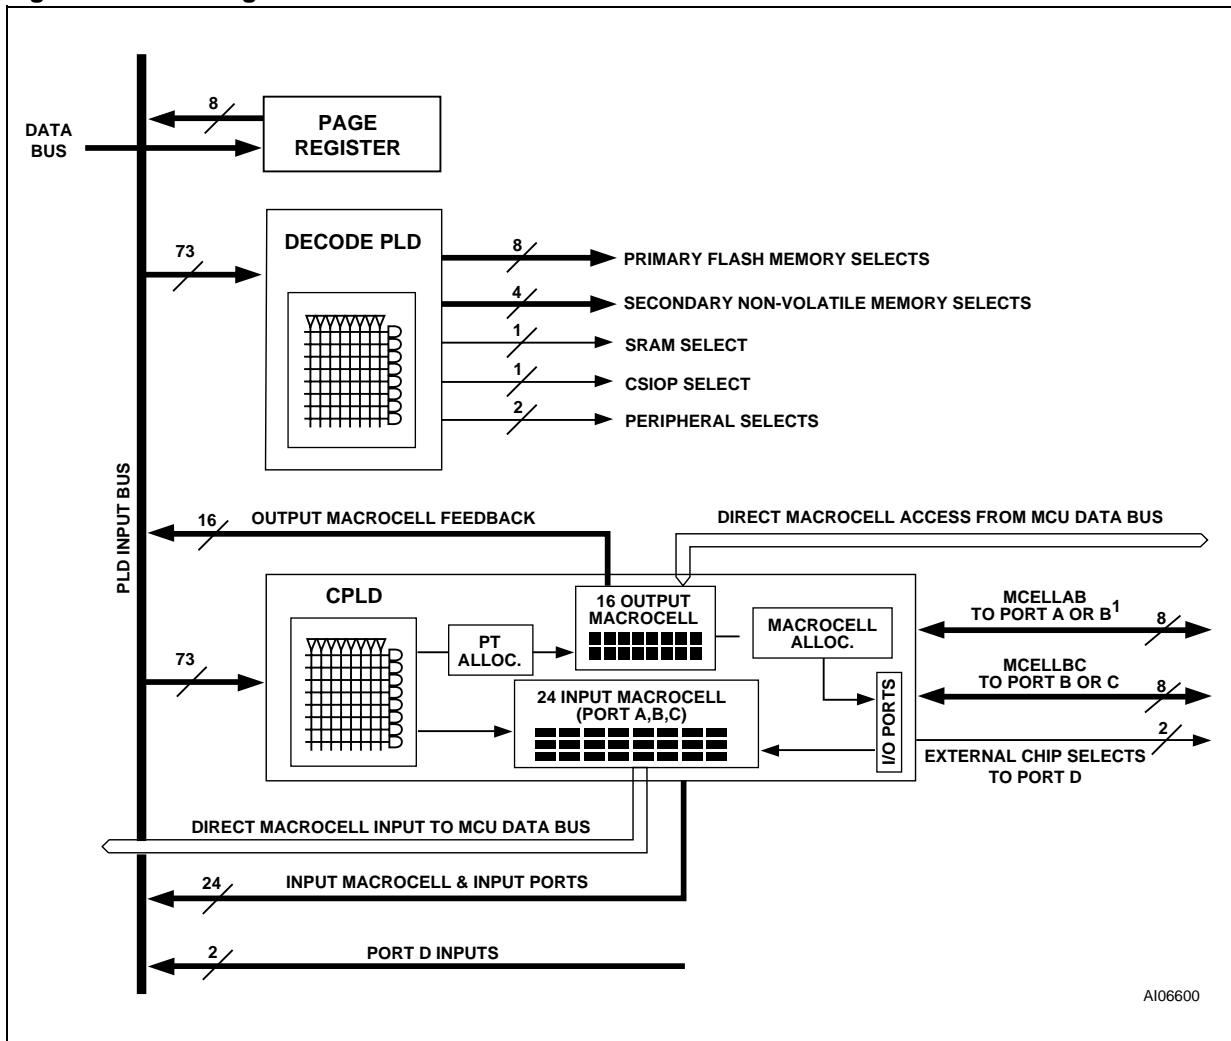 8
DATA
BUS
PAGE
REGISTER
73
DECODE PLD
8
PRIMARY FLASH MEMORY SELECTS
4
SECONDARY NON-VOLATILE MEMORY SELECTS
1
SRAM SELECT
1
CSIOP SELECT
2
PERIPHERAL SELECTS
PLD INPUT BUS
16
OUTPUT MACROCELL FEEDBACK
DIRECT MACROCELL ACCESS FROM MCU DATA BUS
CPLD
73
PT
ALLOC.
16 OUTPUT
MACROCELL
MACROCELL
ALLOC.
24 INPUT MACROCELL
(PORT A,B,C)
I/O PORTS
MCELLAB
TO PORT A OR B1
8
MCELLBC
TO PORT B OR C
8
2
EXTERNAL CHIP SELECTS
TO PORT D
DIRECT MACROCELL INPUT TO MCU DATA BUS
24
INPUT MACROCELL & INPUT PORTS
2
PORT D INPUTS
AI06600